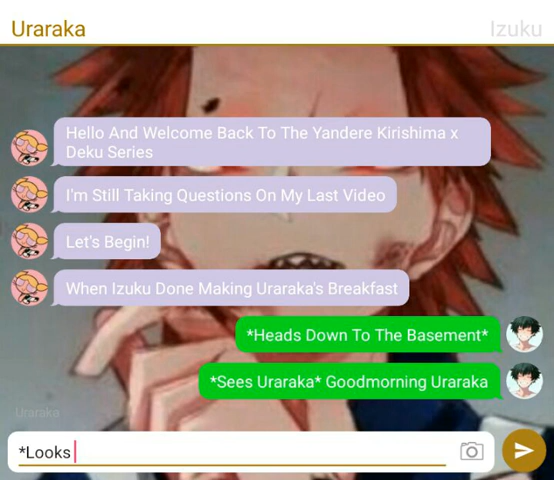 Uraraka
Izuku
Hello And Welcome Back To The Yandere Kirishima x
Deku Series
I'm Still Taking Questions On My Last Video
Let's Begin!
When Izuku Done Making Uraraka's Breakfast
*Heads Down To The Basement*
*Sees Uraraka* Goodmorning Uraraka
Uraraka
*Looks